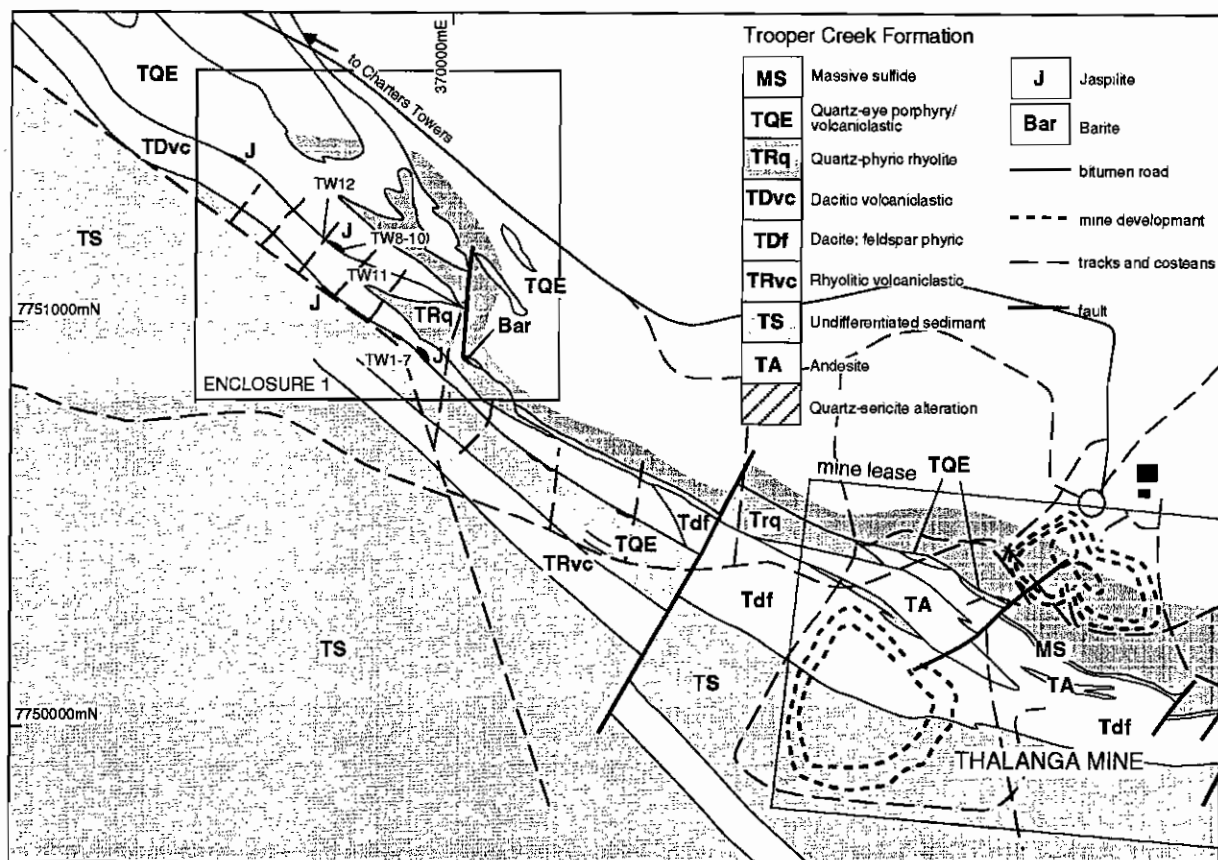 Trooper Creek Formation
MS Massive sulfide
TQE Quartz-eye porphyry/
volcaniclastic
TRq Quartz-phyric rhyolite
TDvc Dacitic volcaniclastic
TDf Dacite; feldspar phyric
TRvc Rhyolitic volcaniclastic
TS Undifferentiated sedimant
TA Andesite
Quartz-sericite alteration
J Jaspilite
Bar Barite
bitumen road
mine developmant
tracks and costeans
fault
370000mE
to Charters Towers
TQE
TDvc
J
TW12
TS
J
TW8-10)
TW11
TQE
J
TRq
7751000mN
Bar
J
TW1-7
ENCLOSURE 1
mine lease
TQE
Tdf
Trq
TQE
TRvc
Tdf
TA
MS
TS
TS
TA
7750000mN
Tdf
THALANGA MINE